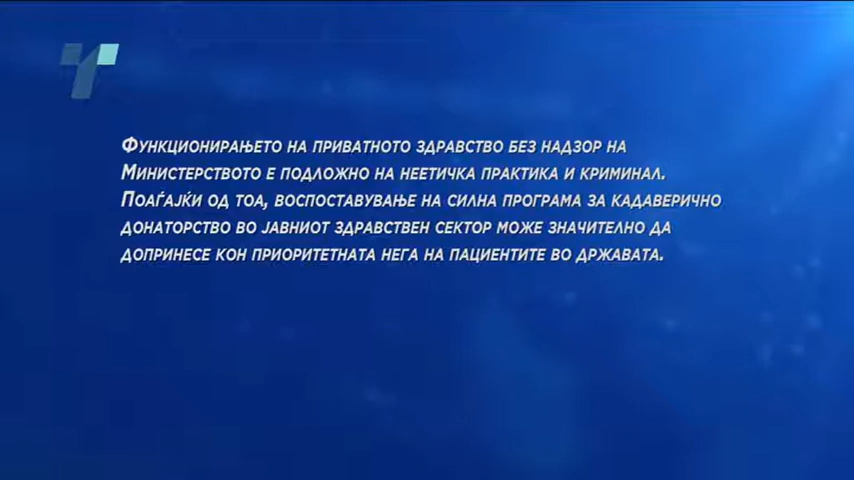 Функционирањето на приватното здравство без надзор на
Министерството е подложно на неетичка практика и криминал.
Поаѓајќи од тоа, воспоставување на силна програма за кадаверично
донаторство во јавниот здравствен сектор може значително да
допринесе кон приоритетната нега на пациентите во државата.